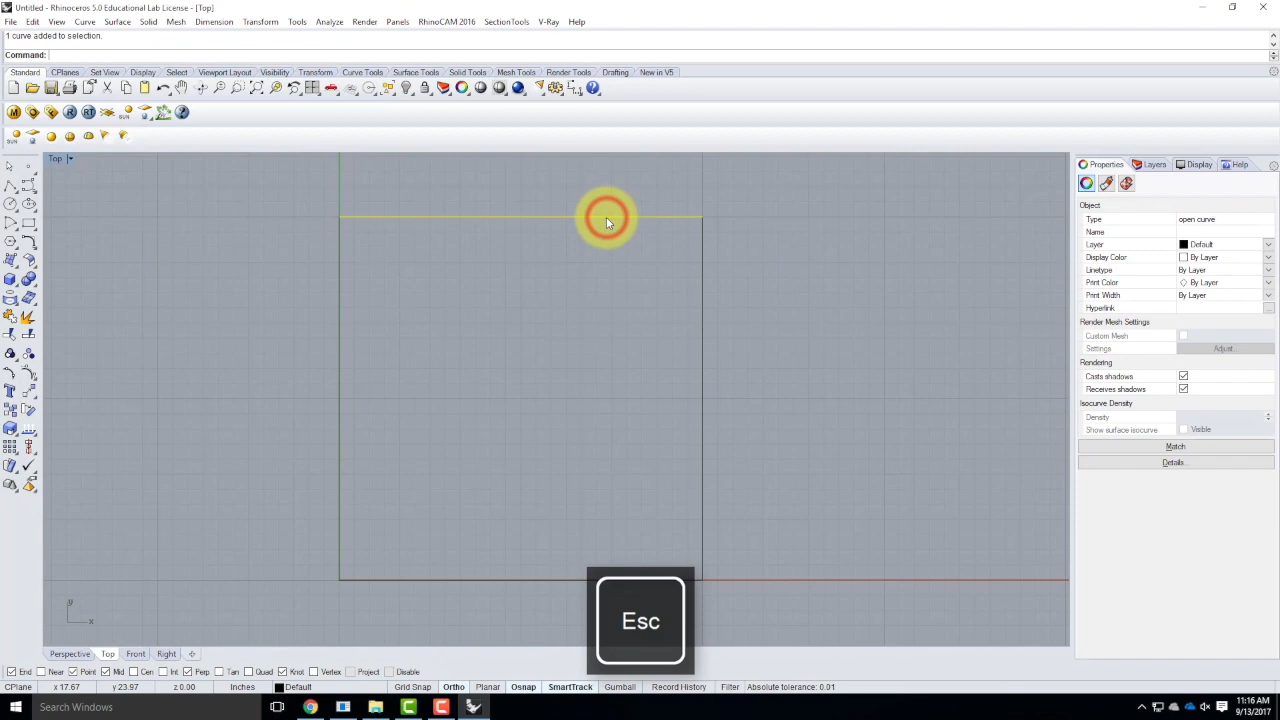 Untitled - Rhinoceros 5.0 Educational Lab License - [Top]
File Edit View Curve Surface Solid Mesh Dimension Transform Tools Analyze Render Panels RhinoCAM 2016 SectionTools V-Ray Help
1 curve added to selection.
Command:
Standard CPlanes Set View Display Select Viewport Layout Visibility Transform Curve Tools Surface Tools Solid Tools Mesh Tools Render Tools Drafting New in V5
M R RT
SUN
SUN
Top
Properties Layers Display Help
Object
Type open curve
Name
Layer Default
Display Color By Layer
Linetype By Layer
Print Color By Layer
Print Width By Layer
Hyperlink ...
Render Mesh Settings
Custom Mesh
Settings Adjust...
Rendering
Casts shadows
Receives shadows
Isocurve Density
Density
Show surface isocurve Visible
Match
Details...
Esc
y
x
Perspective Top Front Right
End Near Point Mid Cen Int Perp Tan Quad Knot Vertex Project Disable
CPlane x 17.67 y 23.97 z 0.00 Inches Default Grid Snap Ortho Planar Osnap SmartTrack Gumball Record History Filter Absolute tolerance: 0.01
Search Windows
11:16 AM
9/13/2017